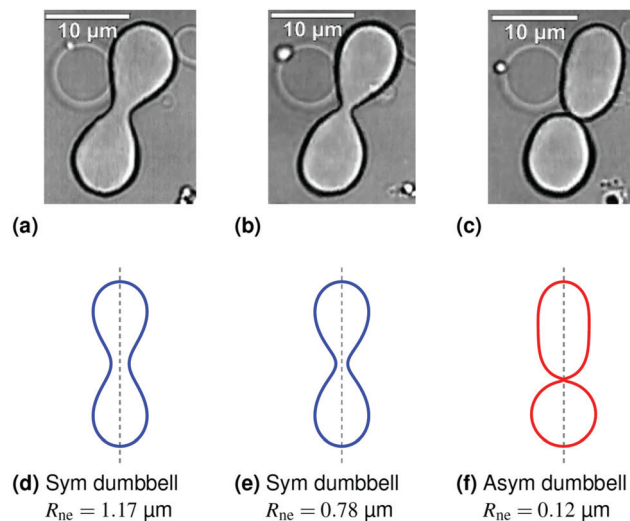 10 μm
10 μm
10 μm
(a)
(b)
(c)
(d) Sym dumbbell
R_ne = 1.17 μm
(e) Sym dumbbell
R_ne = 0.78 μm
(f) Asym dumbbell
R_ne = 0.12 μm